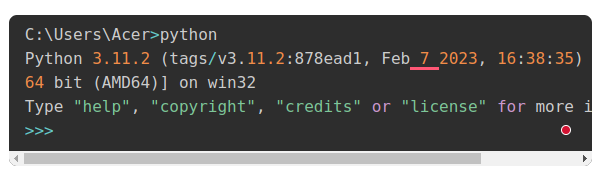 C:\Users\Acer>python
Python 3.11.2 (tags/v3.11.2:878ead1, Feb 7 2023, 16:38:35)
64 bit (AMD64)] on win32
Type "help", "copyright", "credits" or "license" for more i
>>>